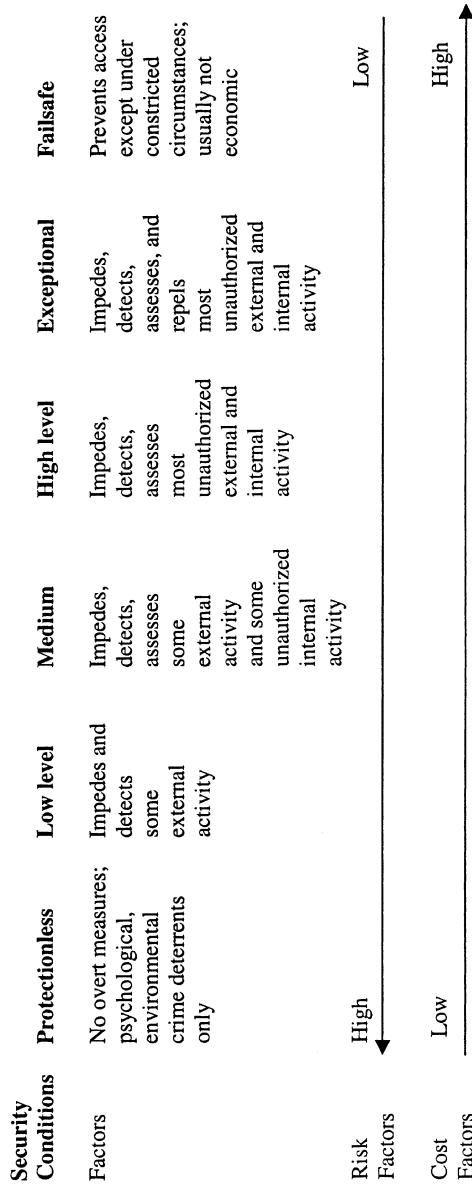 Security
Conditions Protectionless Low level Medium High level Exceptional Failsafe
Factors
No overt measures;
psychological,
environmental
crime deterrents
only
Impedes and
detects
some
external
activity
Impedes,
detects,
assesses
some
external
activity
and some
unauthorized
internal
activity
Impedes,
detects,
assesses
most
unauthorized
external and
internal
activity
Impedes,
detects,
assesses, and
repels
most
unauthorized
external and
internal
activity
Prevents access
except under
constricted
circumstances;
usually not
economic
Risk High Low
Factors
Cost Low High
Factors